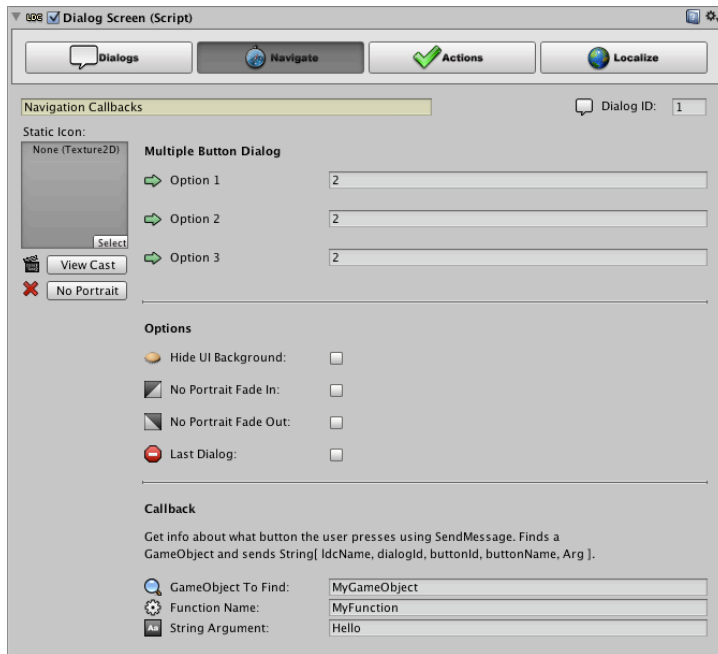 LDC Dialog Screen (Script)
Dialogs
Navigate
Actions
Localize
Navigation Callbacks
Dialog ID: 1
Static Icon:
None (Texture2D)
Select
View Cast
No Portrait
Multiple Button Dialog
Option 1 2
Option 2 2
Option 3 2
Options
Hide UI Background:
No Portrait Fade In:
No Portrait Fade Out:
Last Dialog:
Callback
Get info about what button the user presses using SendMessage. Finds a
GameObject and sends String[ ldcName, dialogId, buttonId, buttonName, Arg ].
GameObject To Find: MyGameObject
Function Name: MyFunction
Aa String Argument: Hello